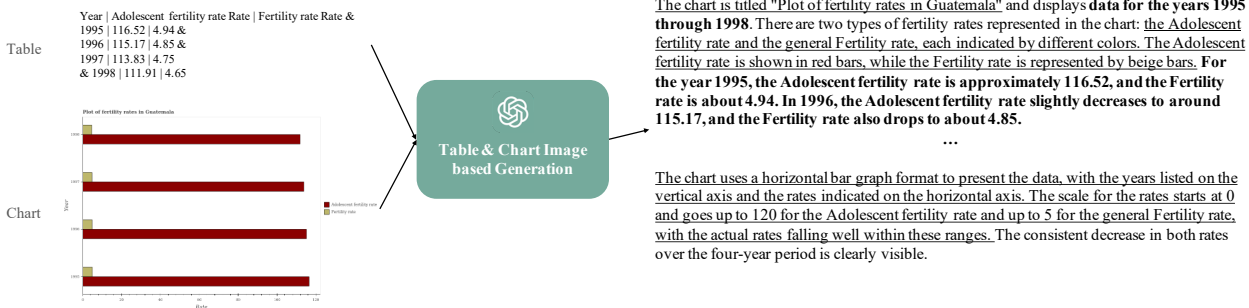 Year | Adolescent fertility rate Rate | Fertility rate Rate &
1995 | 116.52 | 4.94 &
1996 | 115.17 | 4.85 &
1997 | 113.83 | 4.75
& 1998 | 111.91 | 4.65
Table
Plot of fertility rates in Guatemala
Year
Adolescent fertility rate
Fertility rate
Rate
Chart
Table & Chart Image
based Generation
The chart is titled "Plot of fertility rates in Guatemala" and displays data for the years 1995
through 1998. There are two types of fertility rates represented in the chart: the Adolescent
fertility rate and the general Fertility rate, each indicated by different colors. The Adolescent
fertility rate is shown in red bars, while the Fertility rate is represented by beige bars. For
the year 1995, the Adolescent fertility rate is approximately 116.52, and the Fertility
rate is about 4.94. In 1996, the Adolescent fertility rate slightly decreases to around
115.17, and the Fertility rate also drops to about 4.85.
...
The chart uses a horizontal bar graph format to present the data, with the years listed on the
vertical axis and the rates indicated on the horizontal axis. The scale for the rates starts at 0
and goes up to 120 for the Adolescent fertility rate and up to 5 for the general Fertility rate,
with the actual rates falling well within these ranges. The consistent decrease in both rates
over the four-year period is clearly visible.